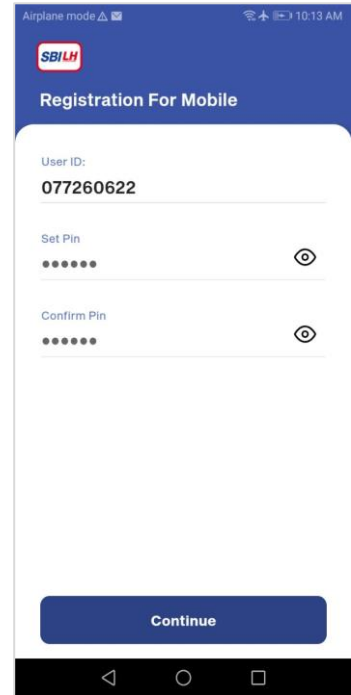 Airplane mode 10:13 AM
SBILH
Registration For Mobile
User ID:
077260622
Set Pin
●●●●●●
Confirm Pin
●●●●●●
Continue